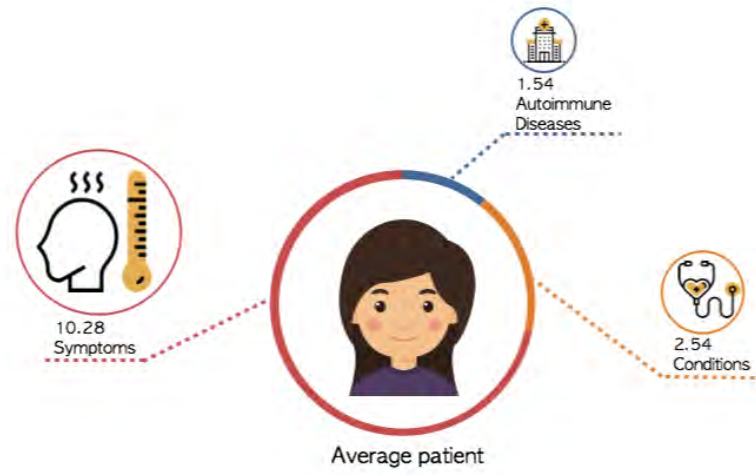 1.54
Autoimmune
Diseases
10.28
Symptoms
2.54
Conditions
Average patient